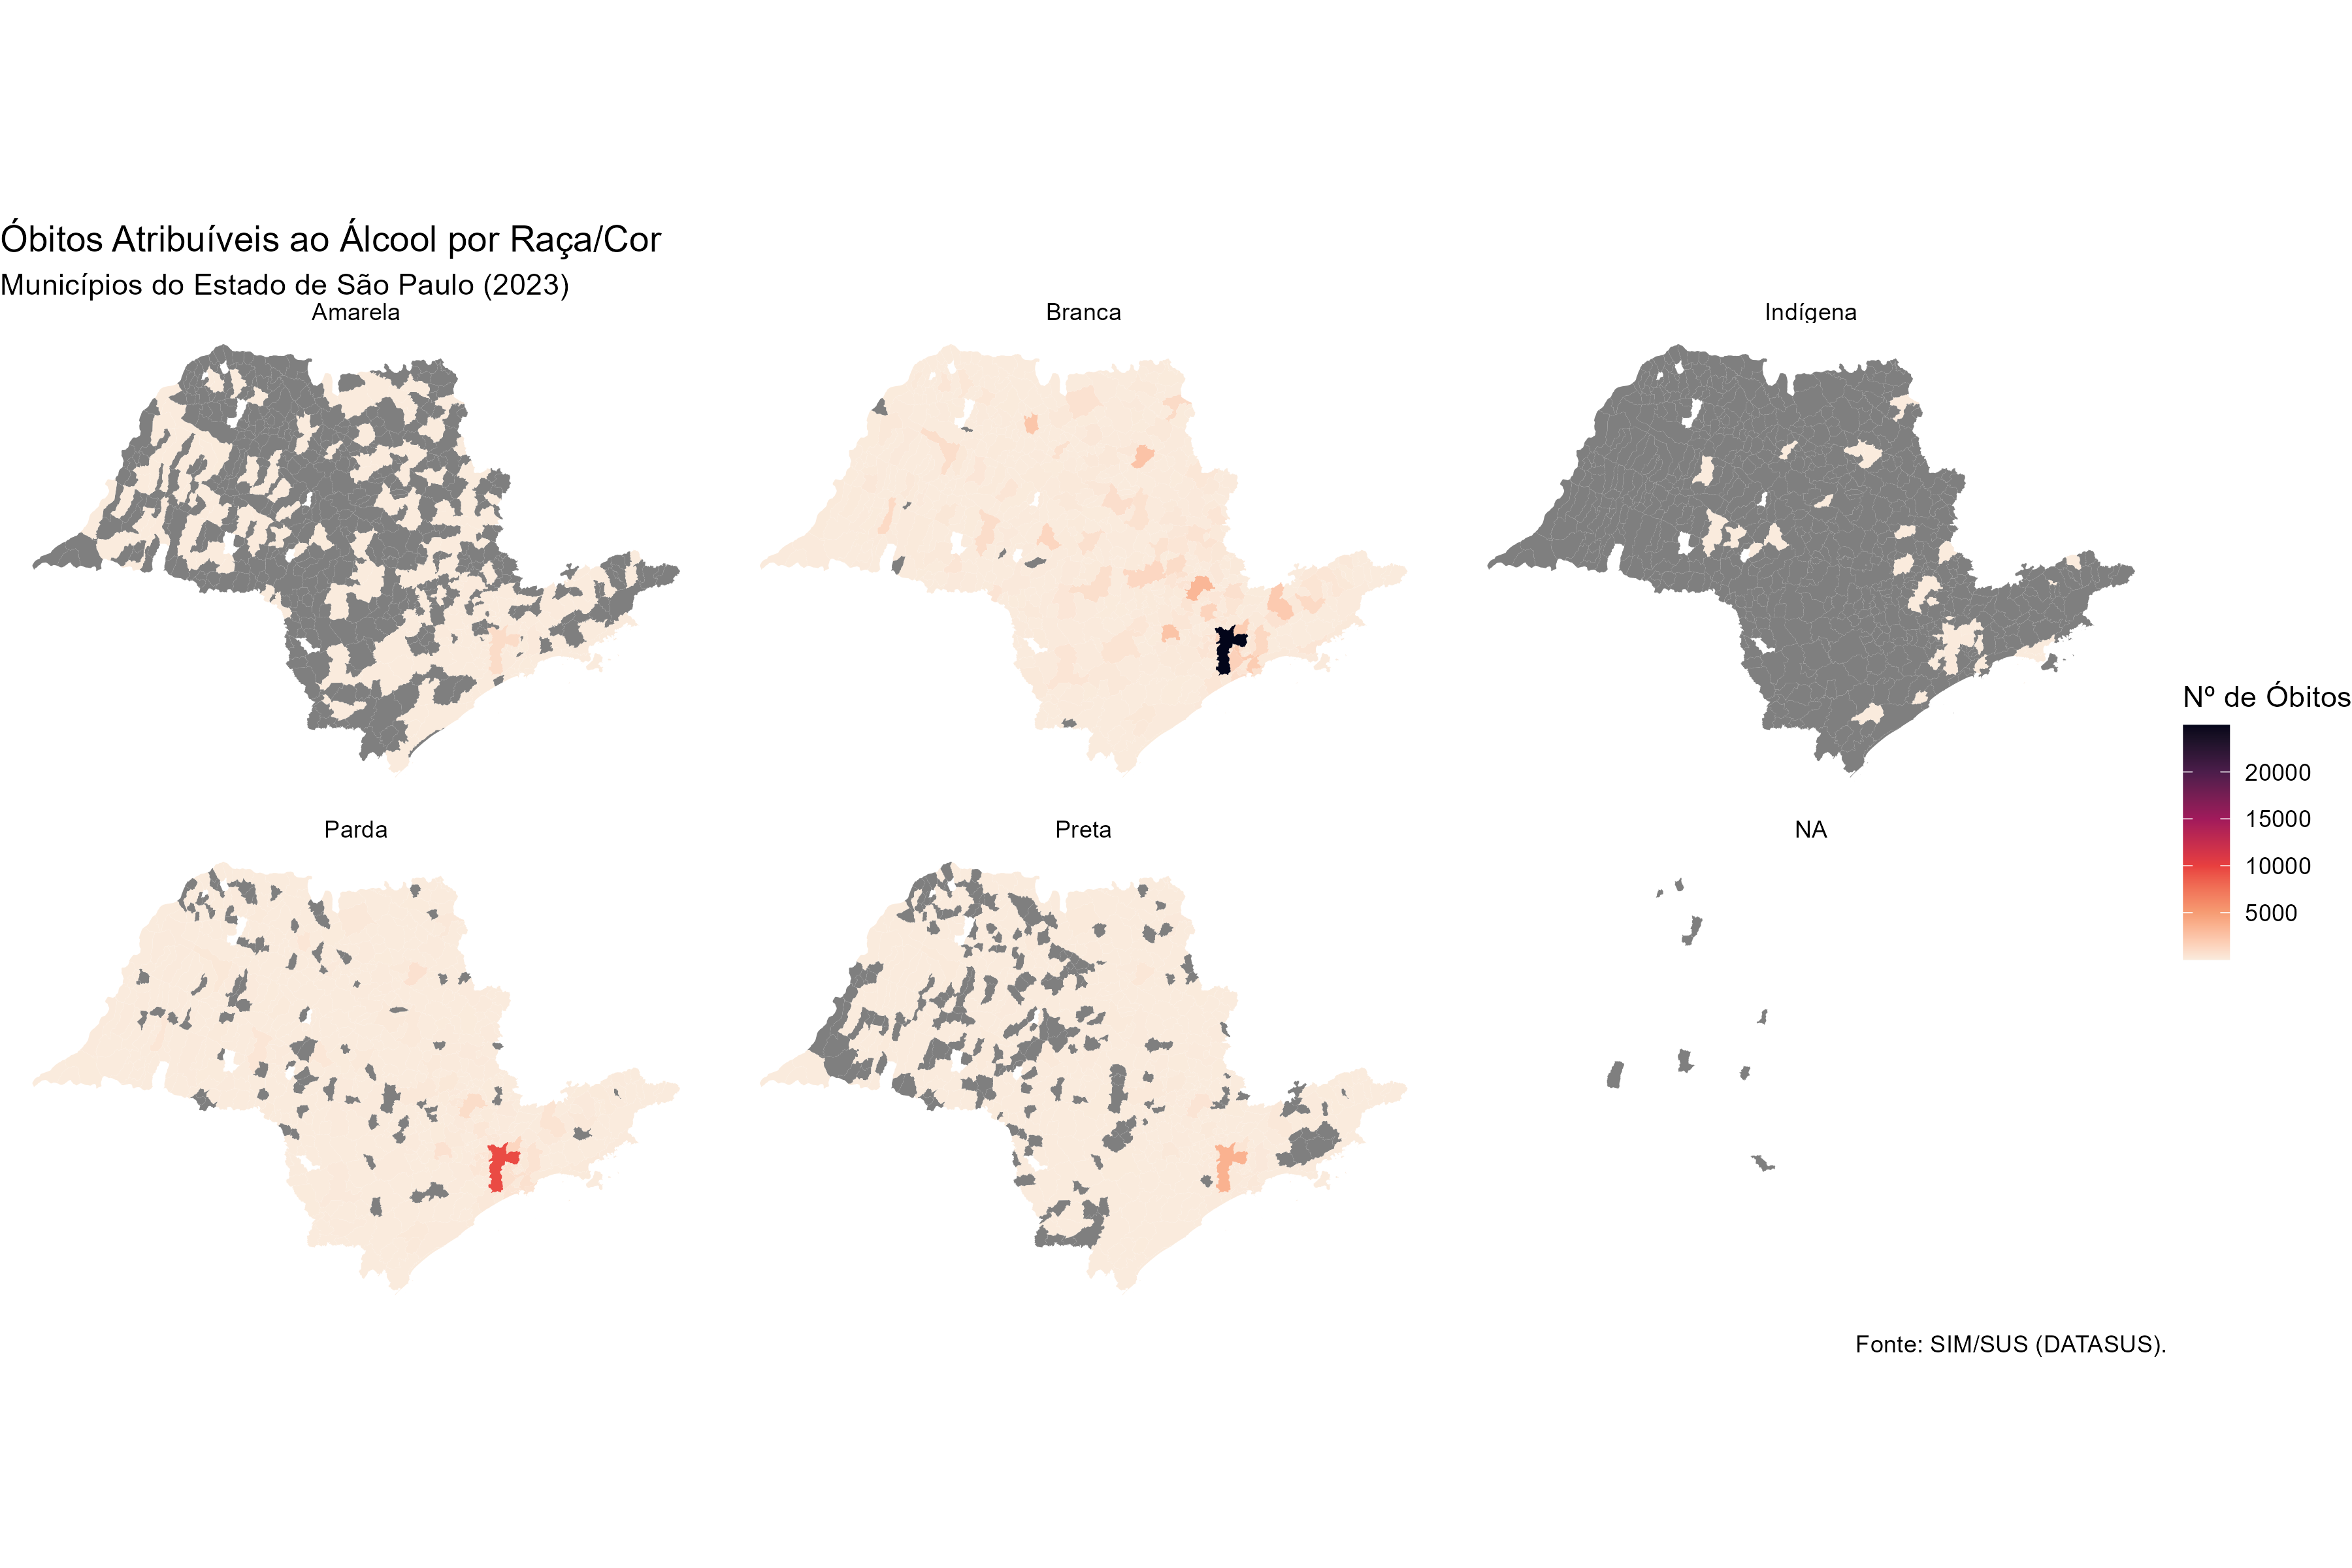 Óbitos Atribuíveis ao Álcool por Raça/Cor
Municípios do Estado de São Paulo (2023)
Amarela
Branca
Indígena
Parda
Preta
NA
Nº de Óbitos
20000
15000
10000
5000
Fonte: SIM/SUS (DATASUS).